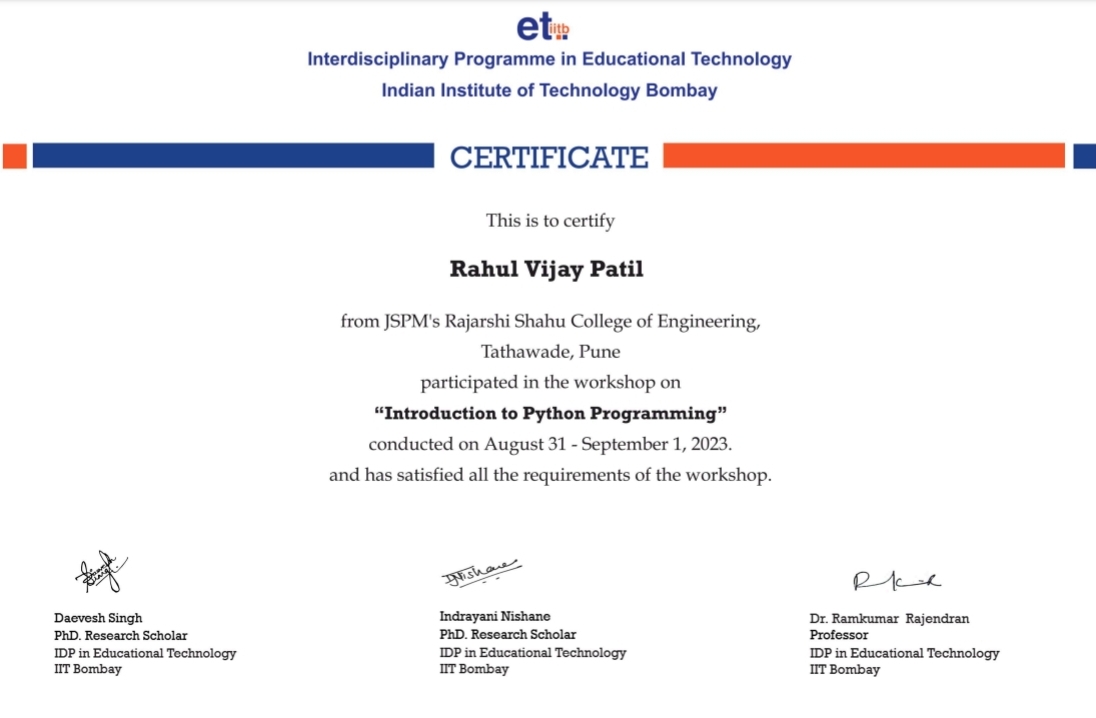 etiitb
Interdisciplinary Programme in Educational Technology
Indian Institute of Technology Bombay
CERTIFICATE
This is to certify
Rahul Vijay Patil
from JSPM's Rajarshi Shahu College of Engineering,
Tathawade, Pune
participated in the workshop on
“Introduction to Python Programming”
conducted on August 31 - September 1, 2023.
and has satisfied all the requirements of the workshop.
Daevesh Singh
PhD. Research Scholar
IDP in Educational Technology
IIT Bombay
INishane
Indrayani Nishane
PhD. Research Scholar
IDP in Educational Technology
IIT Bombay
Dr. Ramkumar Rajendran
Professor
IDP in Educational Technology
IIT Bombay